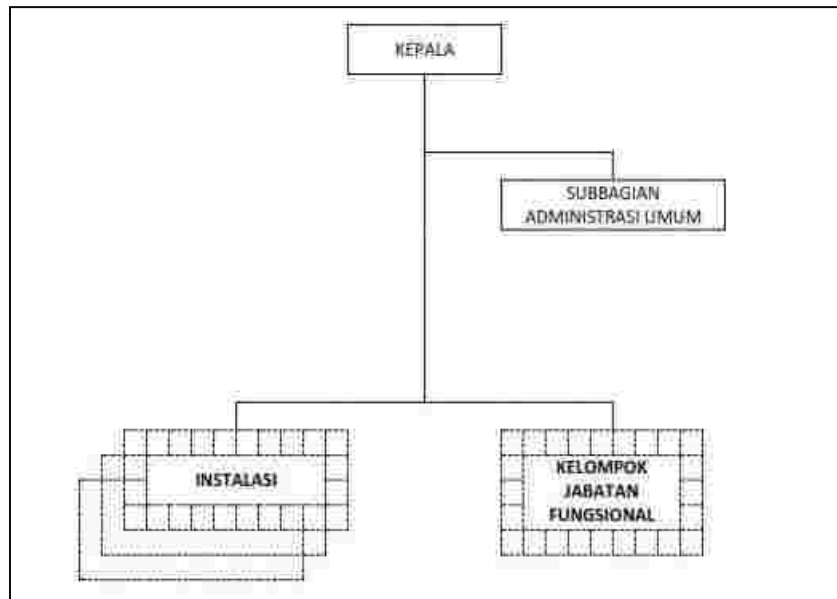 KEPALA
SUBBAGIAN
ADMINISTRASI UMUM
INSTALASI
KELOMPOK
JABATAN
FUNGSIONAL